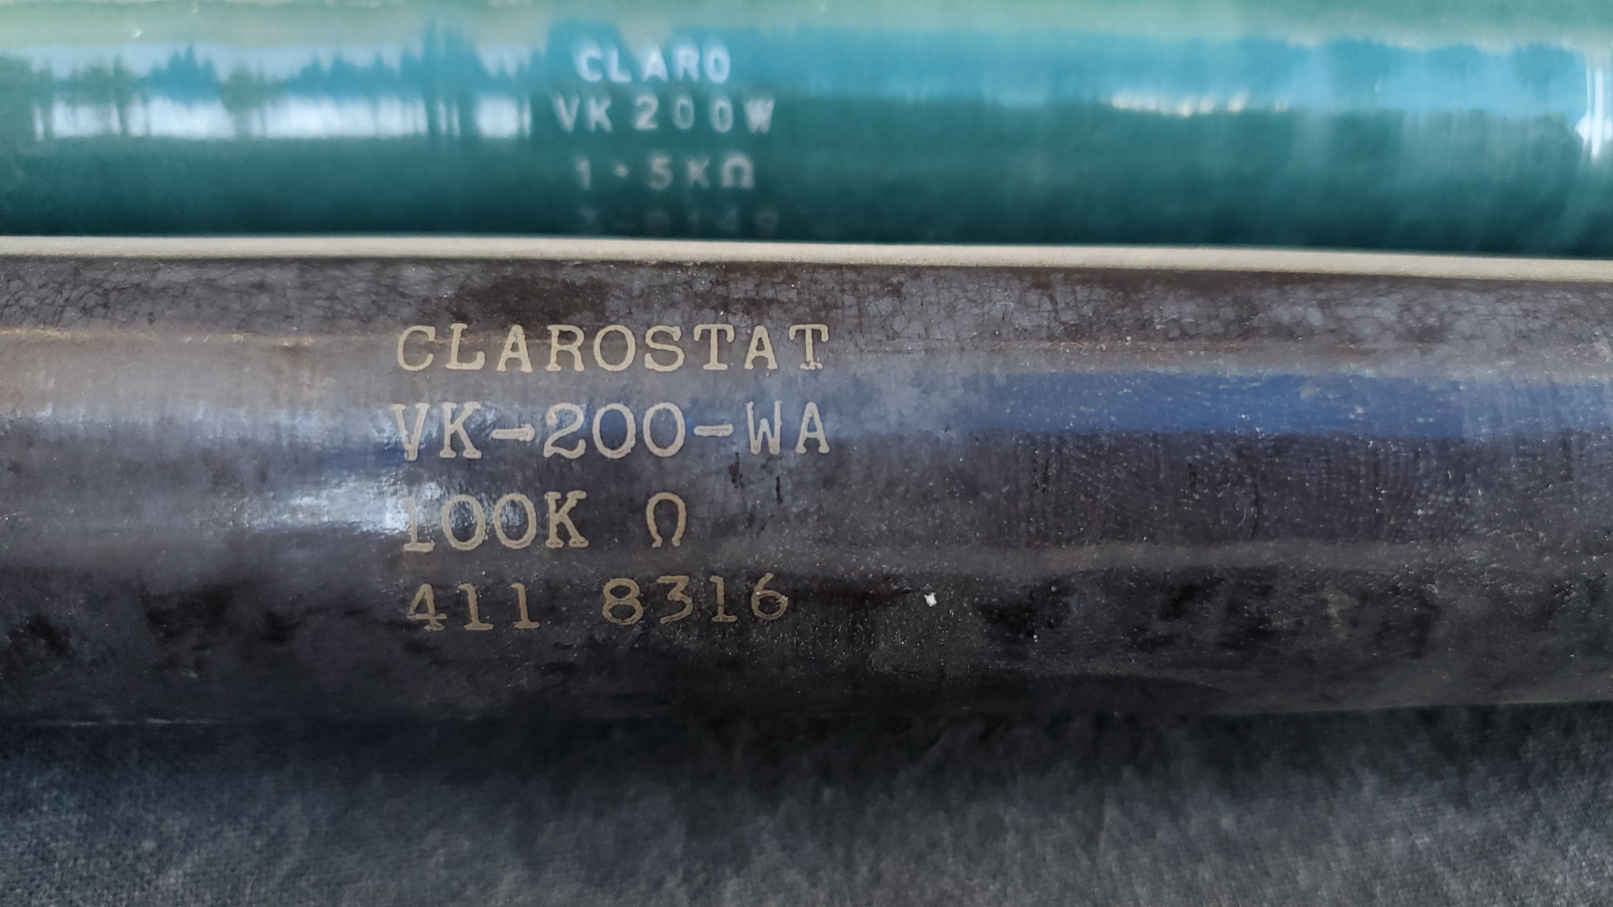 CLARO
VK 200W
1.5KΩ
CLAROSTAT
VK-200-WA
100K Ω
411 8316